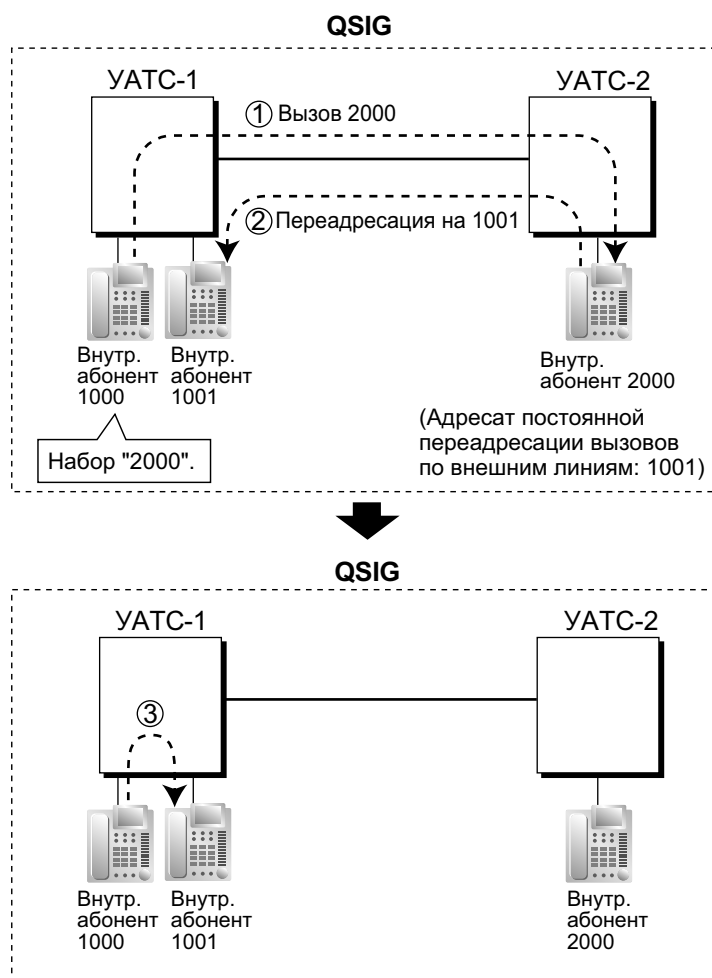 QSIG
УАТС-1
УАТС-2
① Вызов 2000
② Переадресация на 1001
Внутр.
абонент
1000
Внутр.
абонент
1001
Внутр.
абонент 2000
Набор "2000".
(Адресат постоянной
переадресации вызовов
по внешним линиям: 1001)
QSIG
УАТС-1
УАТС-2
③
Внутр.
абонент
1000
Внутр.
абонент
1001
Внутр.
абонент
2000